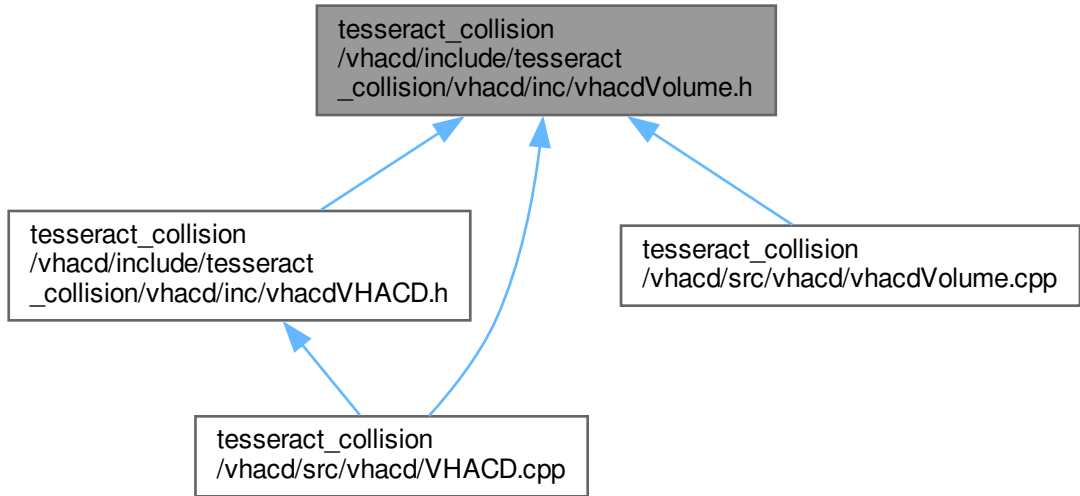 tesseract_collision
/vhacd/include/tesseract
_collision/vhacd/inc/vhacdVolume.h
tesseract_collision
/vhacd/include/tesseract
_collision/vhacd/inc/vhacdVHACD.h
tesseract_collision
/vhacd/src/vhacd/vhacdVolume.cpp
tesseract_collision
/vhacd/src/vhacd/VHACD.cpp